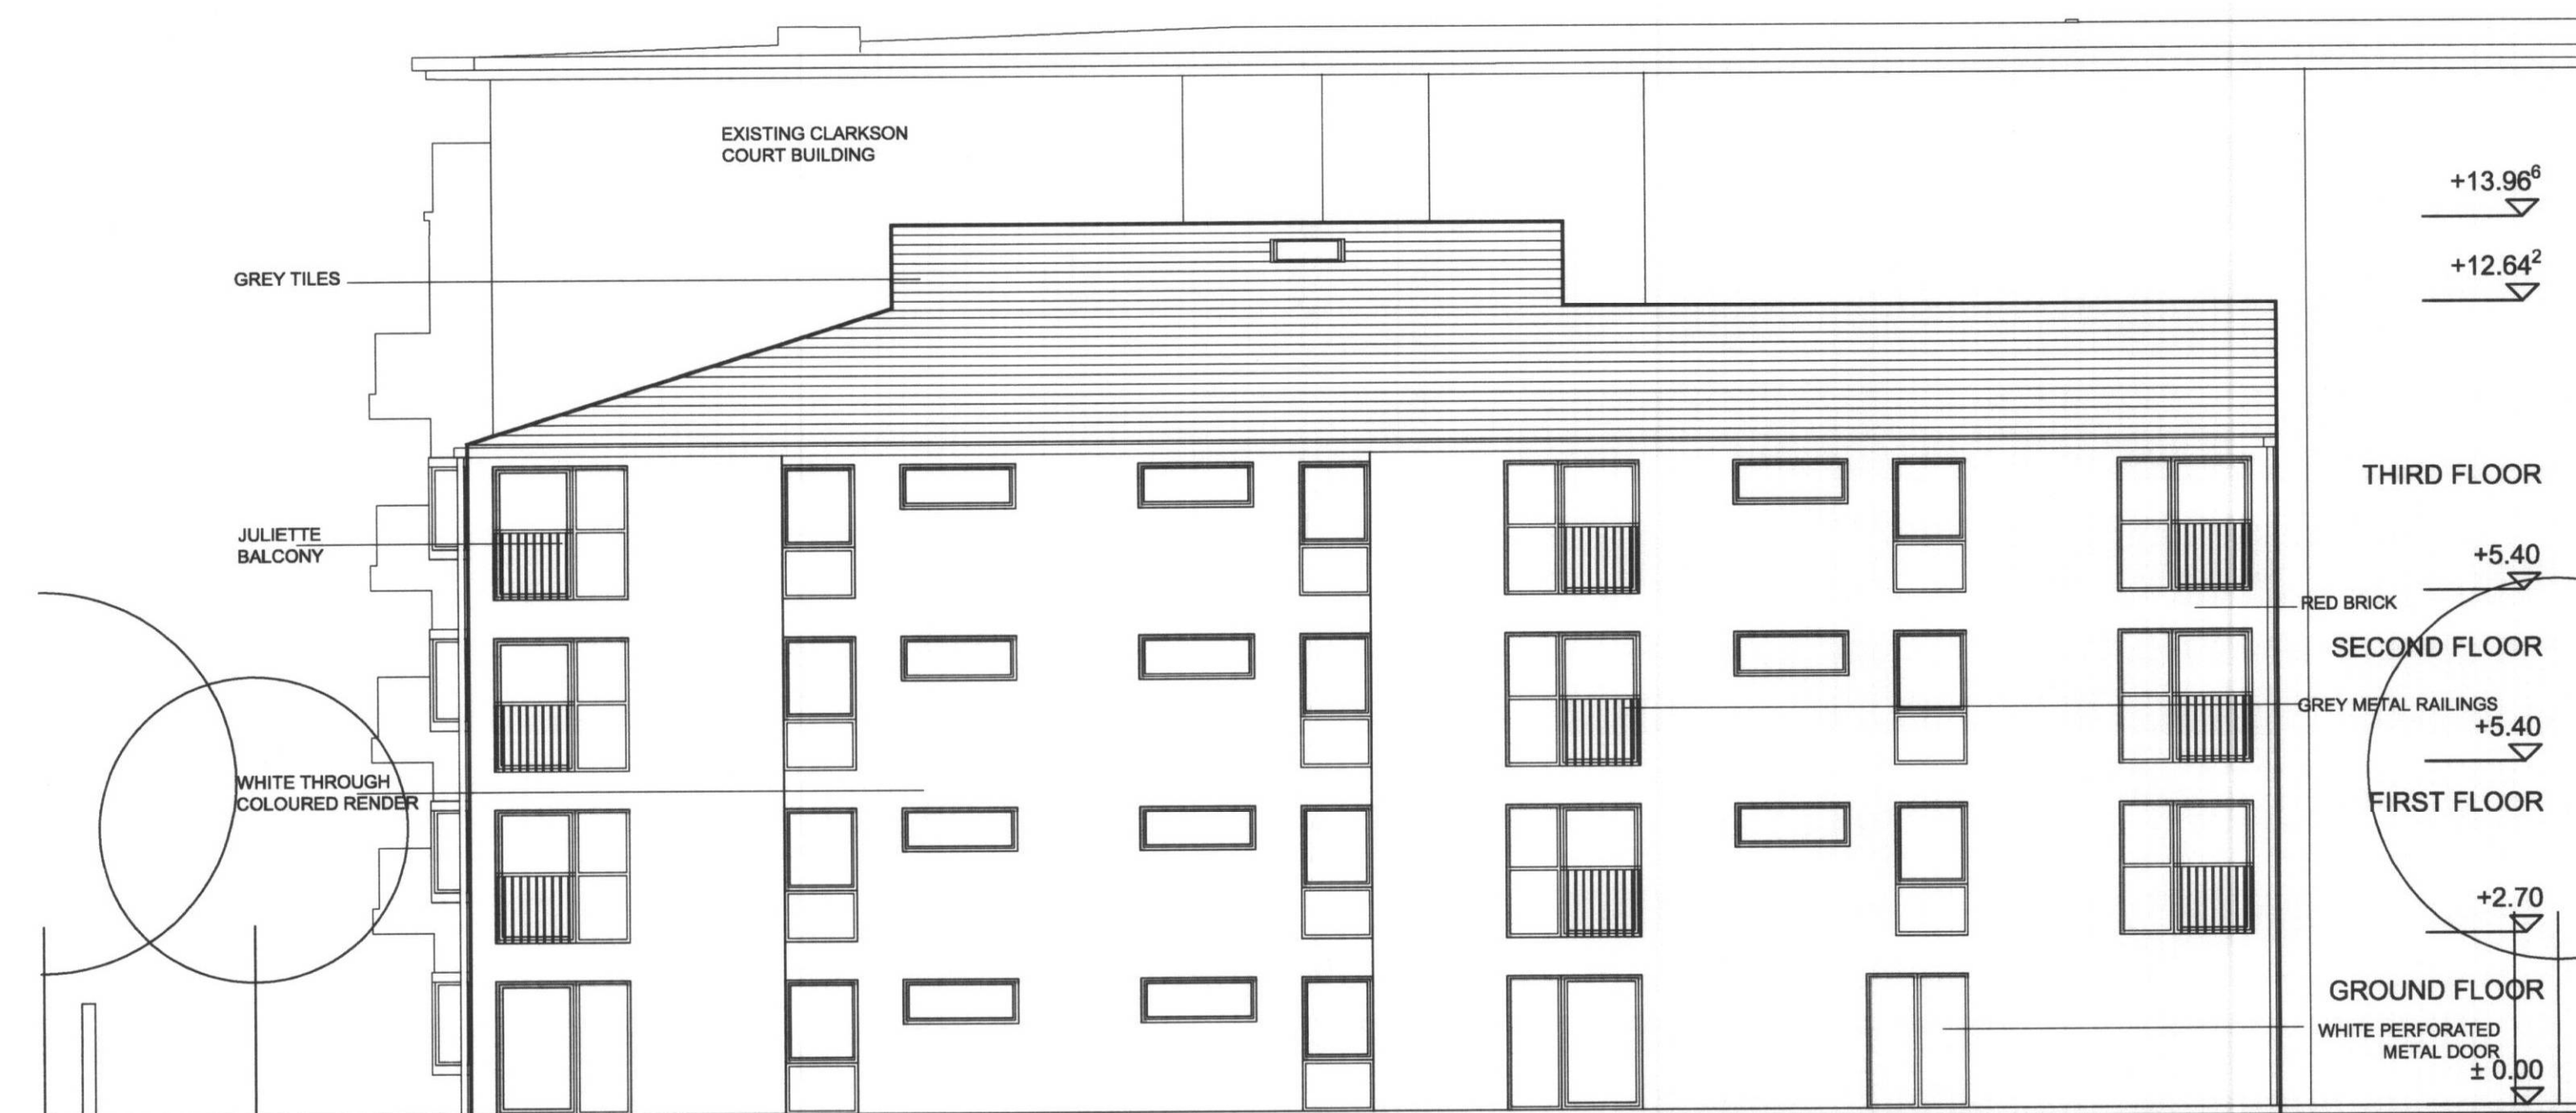 EXISTING CLARKSON
COURT BUILDING
+13.96⁶
+12.64²
GREY TILES
THIRD FLOOR
JULIETTE
BALCONY
+5.40
RED BRICK
SECOND FLOOR
GREY METAL RAILINGS
+5.40
WHITE THROUGH
COLOURED RENDER
FIRST FLOOR
+2.70
GROUND FLOOR
WHITE PERFORATED
METAL DOOR
± 0.00